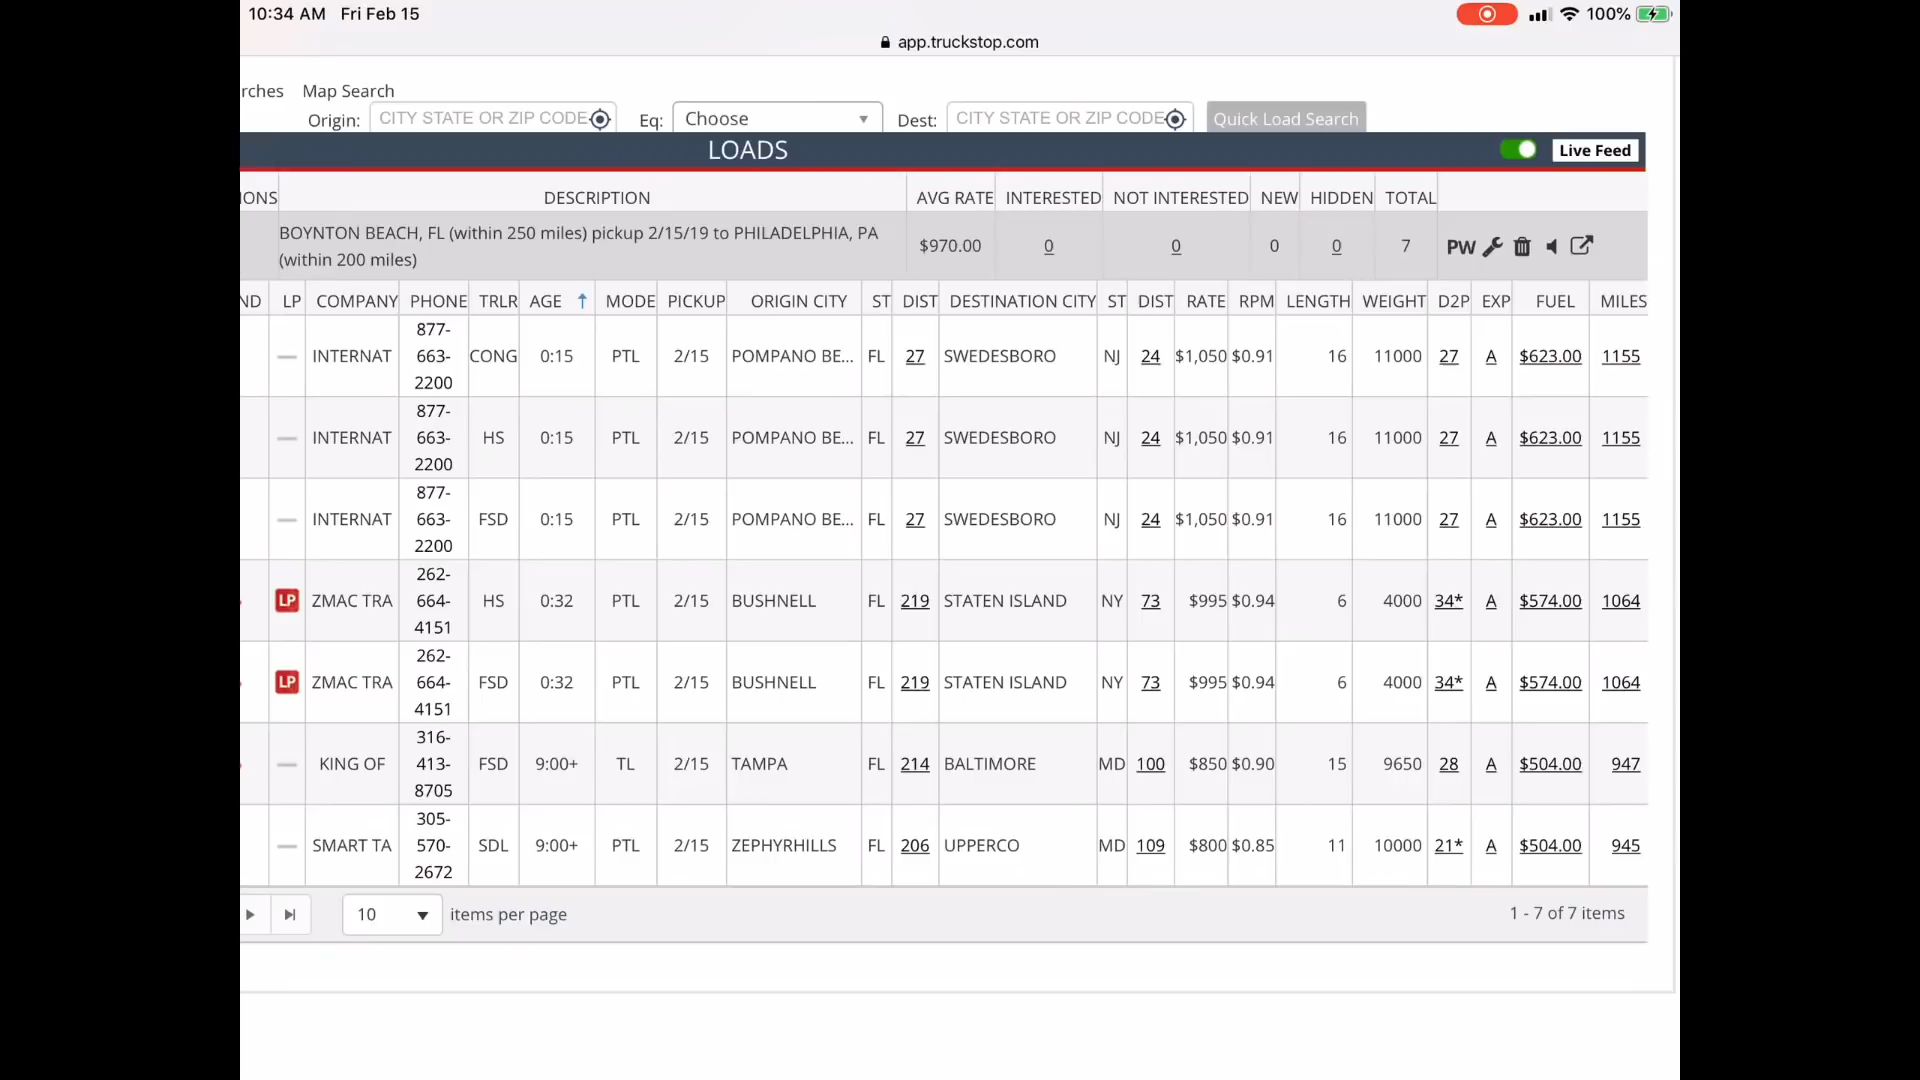 10:34 AM Fri Feb 15 100%
app.truckstop.com
rches Map Search
Origin: CITY STATE OR ZIP CODE Eq: Choose Dest: CITY STATE OR ZIP CODE Quick Load Search
LOADS Live Feed
IONS DESCRIPTION AVG RATE INTERESTED NOT INTERESTED NEW HIDDEN TOTAL
BOYNTON BEACH, FL (within 250 miles) pickup 2/15/19 to PHILADELPHIA, PA
(within 200 miles) $970.00 0 0 0 0 7 PW
ND LP COMPANY PHONE TRLR AGE MODE PICKUP ORIGIN CITY ST DIST DESTINATION CITY ST DIST RATE RPM LENGTH WEIGHT D2P EXP FUEL MILES
877-
663-
2200
INTERNAT CONG 0:15 PTL 2/15 POMPANO BE... FL 27 SWEDESBORO NJ 24 $1,050 $0.91 16 11000 27 A $623.00 1155
877-
663-
2200
INTERNAT HS 0:15 PTL 2/15 POMPANO BE... FL 27 SWEDESBORO NJ 24 $1,050 $0.91 16 11000 27 A $623.00 1155
877-
663-
2200
INTERNAT FSD 0:15 PTL 2/15 POMPANO BE... FL 27 SWEDESBORO NJ 24 $1,050 $0.91 16 11000 27 A $623.00 1155
262-
664-
4151
LP ZMAC TRA HS 0:32 PTL 2/15 BUSHNELL FL 219 STATEN ISLAND NY 73 $995 $0.94 6 4000 34* A $574.00 1064
262-
664-
4151
LP ZMAC TRA FSD 0:32 PTL 2/15 BUSHNELL FL 219 STATEN ISLAND NY 73 $995 $0.94 6 4000 34* A $574.00 1064
316-
413-
8705
KING OF FSD 9:00+ TL 2/15 TAMPA FL 214 BALTIMORE MD 100 $850 $0.90 15 9650 28 A $504.00 947
305-
570-
2672
SMART TA SDL 9:00+ PTL 2/15 ZEPHYRHILLS FL 206 UPPERCO MD 109 $800 $0.85 11 10000 21* A $504.00 945
10 items per page 1 - 7 of 7 items